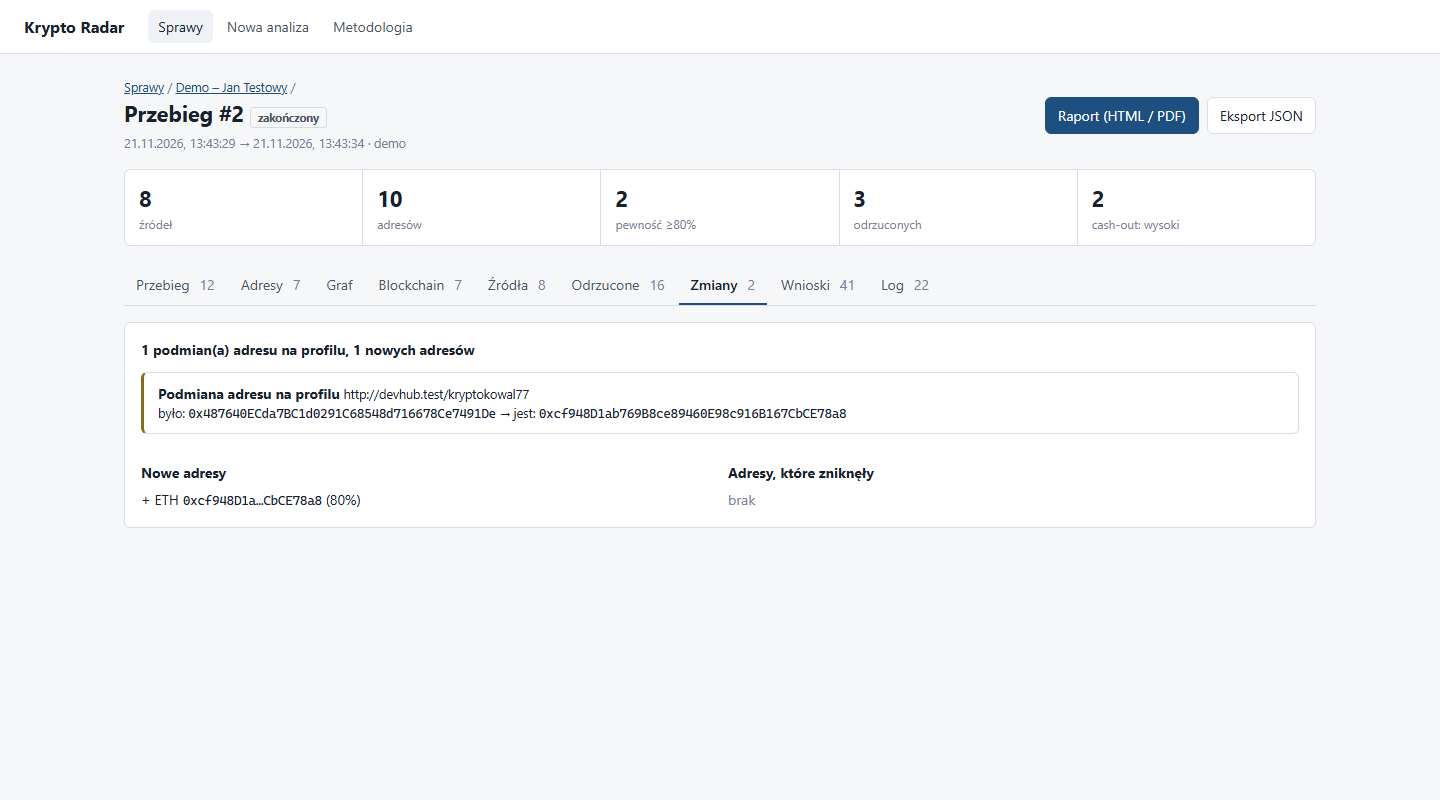 Krypto Radar Sprawy Nowa analiza Metodologia
Sprawy / Demo – Jan Testowy /
Przebieg #2 zakończony
21.11.2026, 13:43:29 → 21.11.2026, 13:43:34 · demo
Raport (HTML / PDF) Eksport JSON
8
źródeł
10
adresów
2
pewność ≥80%
3
odrzuconych
2
cash-out: wysoki
Przebieg 12 Adresy 7 Graf Blockchain 7 Źródła 8 Odrzucone 16 Zmiany 2 Wnioski 41 Log 22
1 podmian(a) adresu na profilu, 1 nowych adresów
Podmiana adresu na profilu http://devhub.test/kryptokowal77
było: 0x487640ECda7BC1d0291C68548d716678Ce7491De → jest: 0xcf948D1ab769B8ce89460E98c916B167CbCE78a8
Nowe adresy
+ ETH 0xcf948D1a…CbCE78a8 (80%)
Adresy, które zniknęły
brak